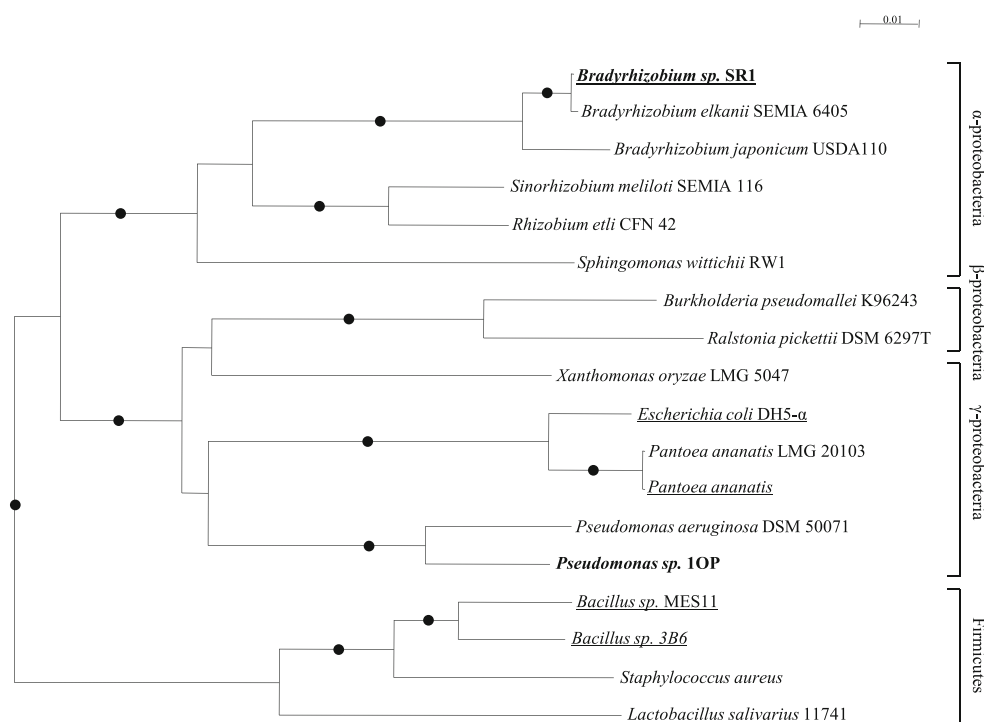 0.01
Bradyrhizobium sp. SR1
Bradyrhizobium elkanii SEMIA 6405
Bradyrhizobium japonicum USDA110
Sinorhizobium meliloti SEMIA 116
Rhizobium etli CFN 42
Sphingomonas wittichii RW1
α-proteobacteria
Burkholderia pseudomallei K96243
Ralstonia pickettii DSM 6297T
β-proteobacteria
Xanthomonas oryzae LMG 5047
Escherichia coli DH5-α
Pantoea ananatis LMG 20103
Pantoea ananatis
Pseudomonas aeruginosa DSM 50071
Pseudomonas sp. 1OP
γ-proteobacteria
Bacillus sp. MES11
Bacillus sp. 3B6
Staphylococcus aureus
Lactobacillus salivarius 11741
Firmicutes